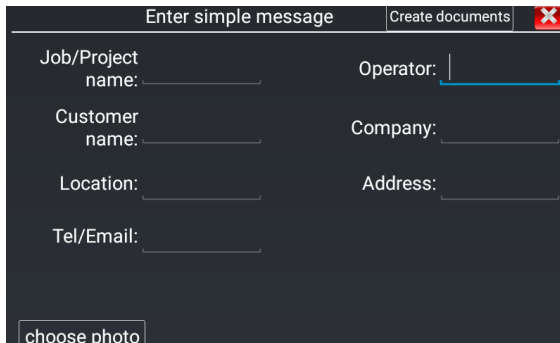 Enter simple message
Create documents
Job/Project
name:
Operator:
Customer
name:
Company:
Location:
Address:
Tel/Email:
choose photo